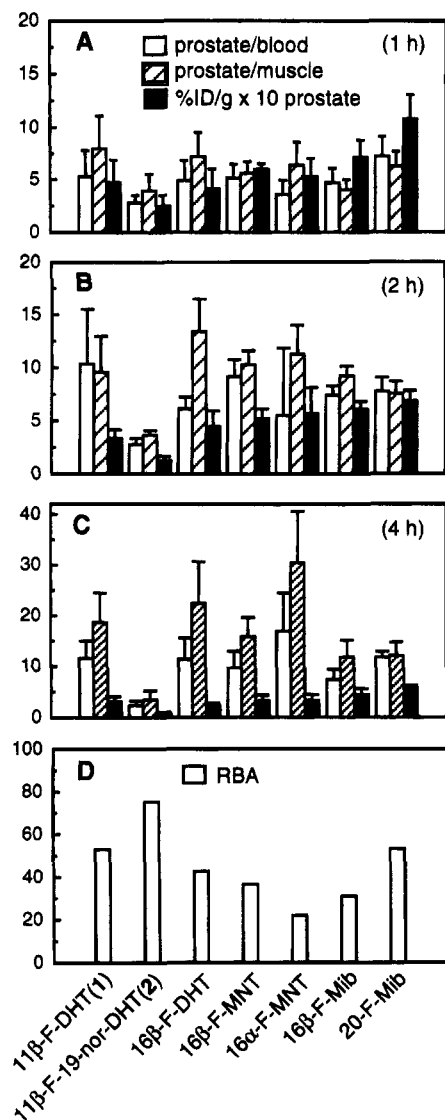 20
A
prostate/blood
(1 h)
15
prostate/muscle
%ID/g x 10 prostate
10
5
0
20
B
(2 h)
15
10
5
0
40
C
(4 h)
30
20
10
0
100
D
RBA
80
60
40
20
0
11β-F-DHT(1)
11β-F-19-nor-DHT(2)
16β-F-DHT
16β-F-MNT
16α-F-MNT
16β-F-Mib
20-F-Mib